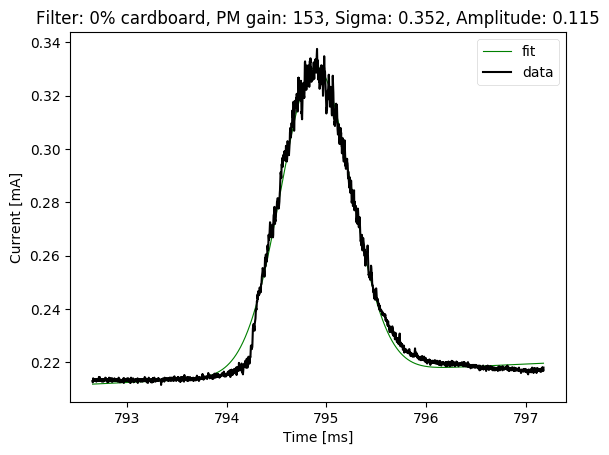 Filter: 0% cardboard, PM gain: 153, Sigma: 0.352, Amplitude: 0.115
fit
data
0.34
0.32
0.30
0.28
0.26
0.24
0.22
Current [mA]
793
794
795
796
797
Time [ms]